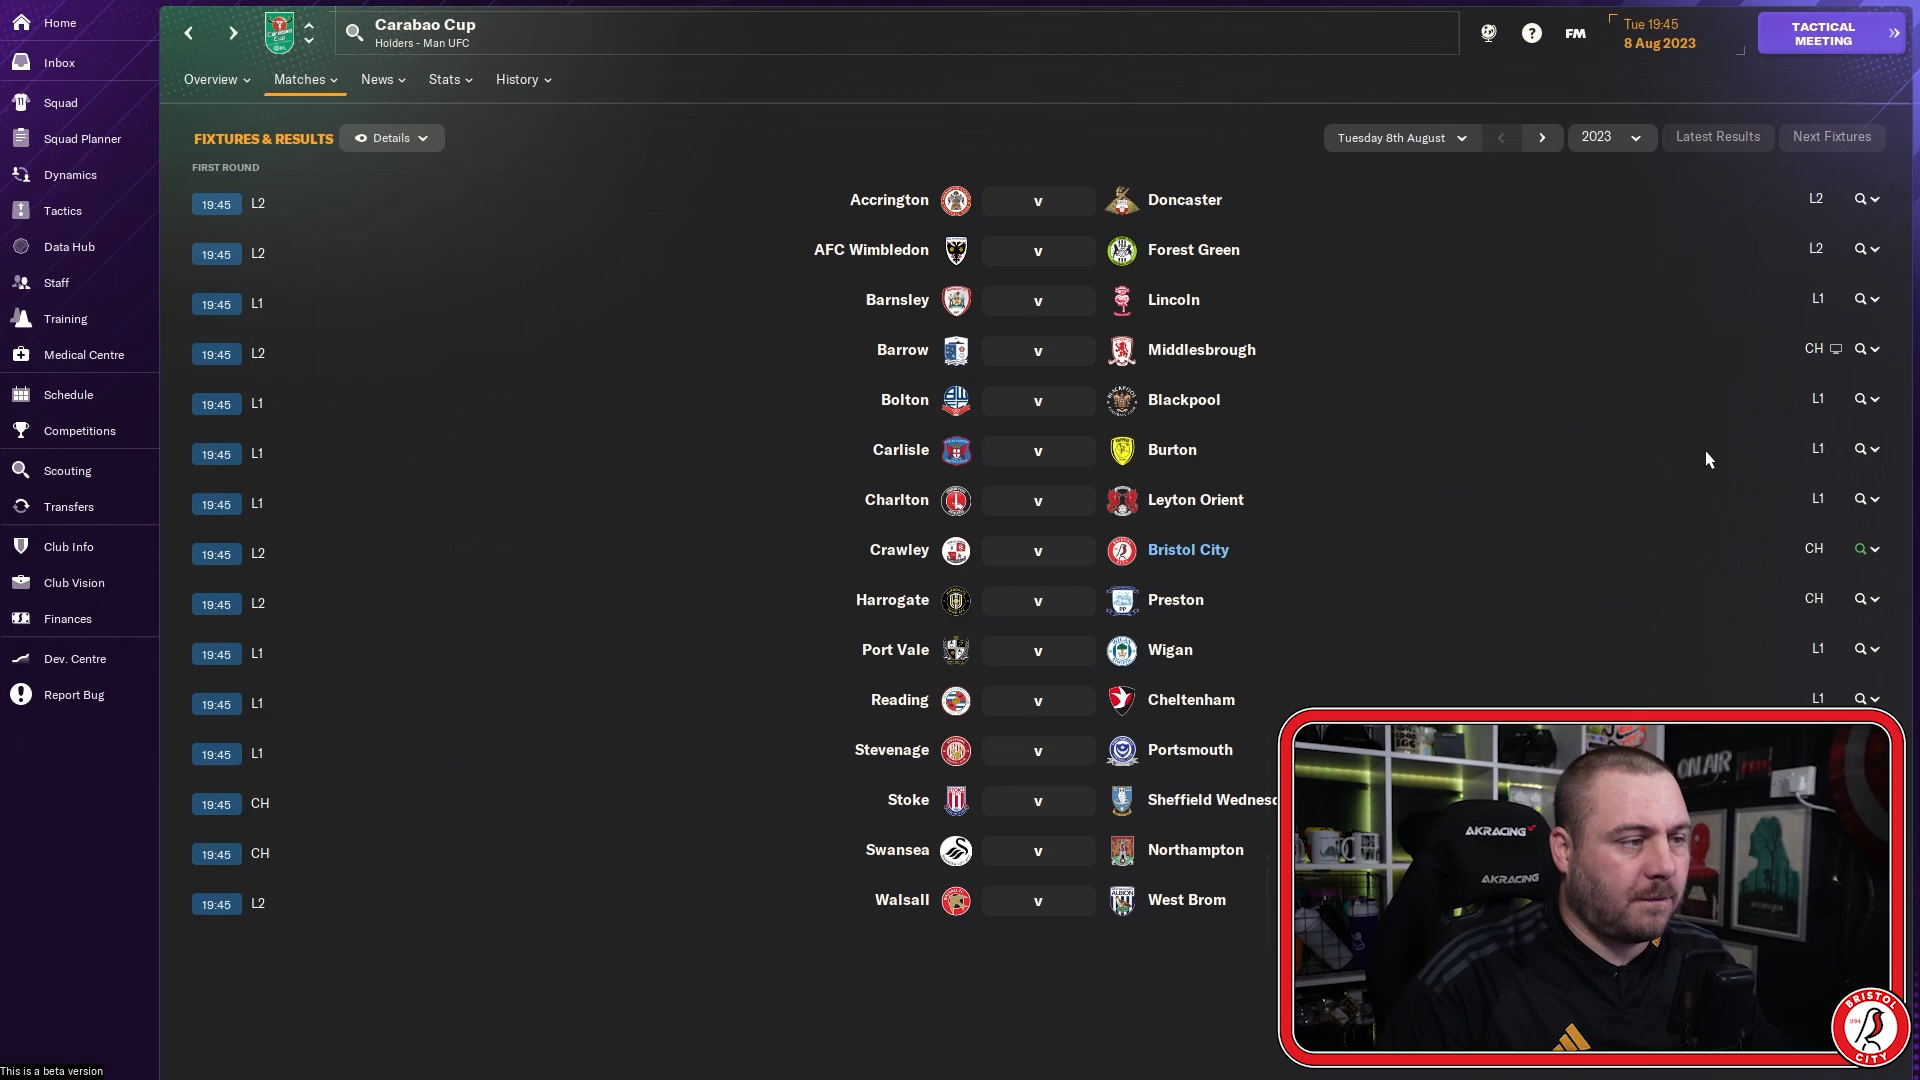 Home
Inbox
Squad
Squad Planner
Dynamics
Tactics
Data Hub
Staff
Training
Medical Centre
Schedule
Competitions
Scouting
Transfers
Club Info
Club Vision
Finances
Dev. Centre
Report Bug
This is a beta version
Carabao Cup
Holders - Man UFC
FM
Tue 19:45
8 Aug 2023
TACTICAL
MEETING
Overview Matches News Stats History
FIXTURES & RESULTS Details Tuesday 8th August 2023 Latest Results Next Fixtures
FIRST ROUND
19:45 L2 Accrington v Doncaster L2
19:45 L2 AFC Wimbledon v Forest Green L2
19:45 L1 Barnsley v Lincoln L1
19:45 L2 Barrow v Middlesbrough CH
19:45 L1 Bolton v Blackpool L1
19:45 L1 Carlisle v Burton L1
19:45 L1 Charlton v Leyton Orient L1
19:45 L2 Crawley v Bristol City CH
19:45 L2 Harrogate v Preston CH
19:45 L1 Port Vale v Wigan L1
19:45 L1 Reading v Cheltenham L1
19:45 L1 Stevenage v Portsmouth
19:45 CH Stoke v Sheffield Wednes
19:45 CH Swansea v Northampton
19:45 L2 Walsall v West Brom
ON AIR
AKRACING
AKRACING
BRISTOL
CITY